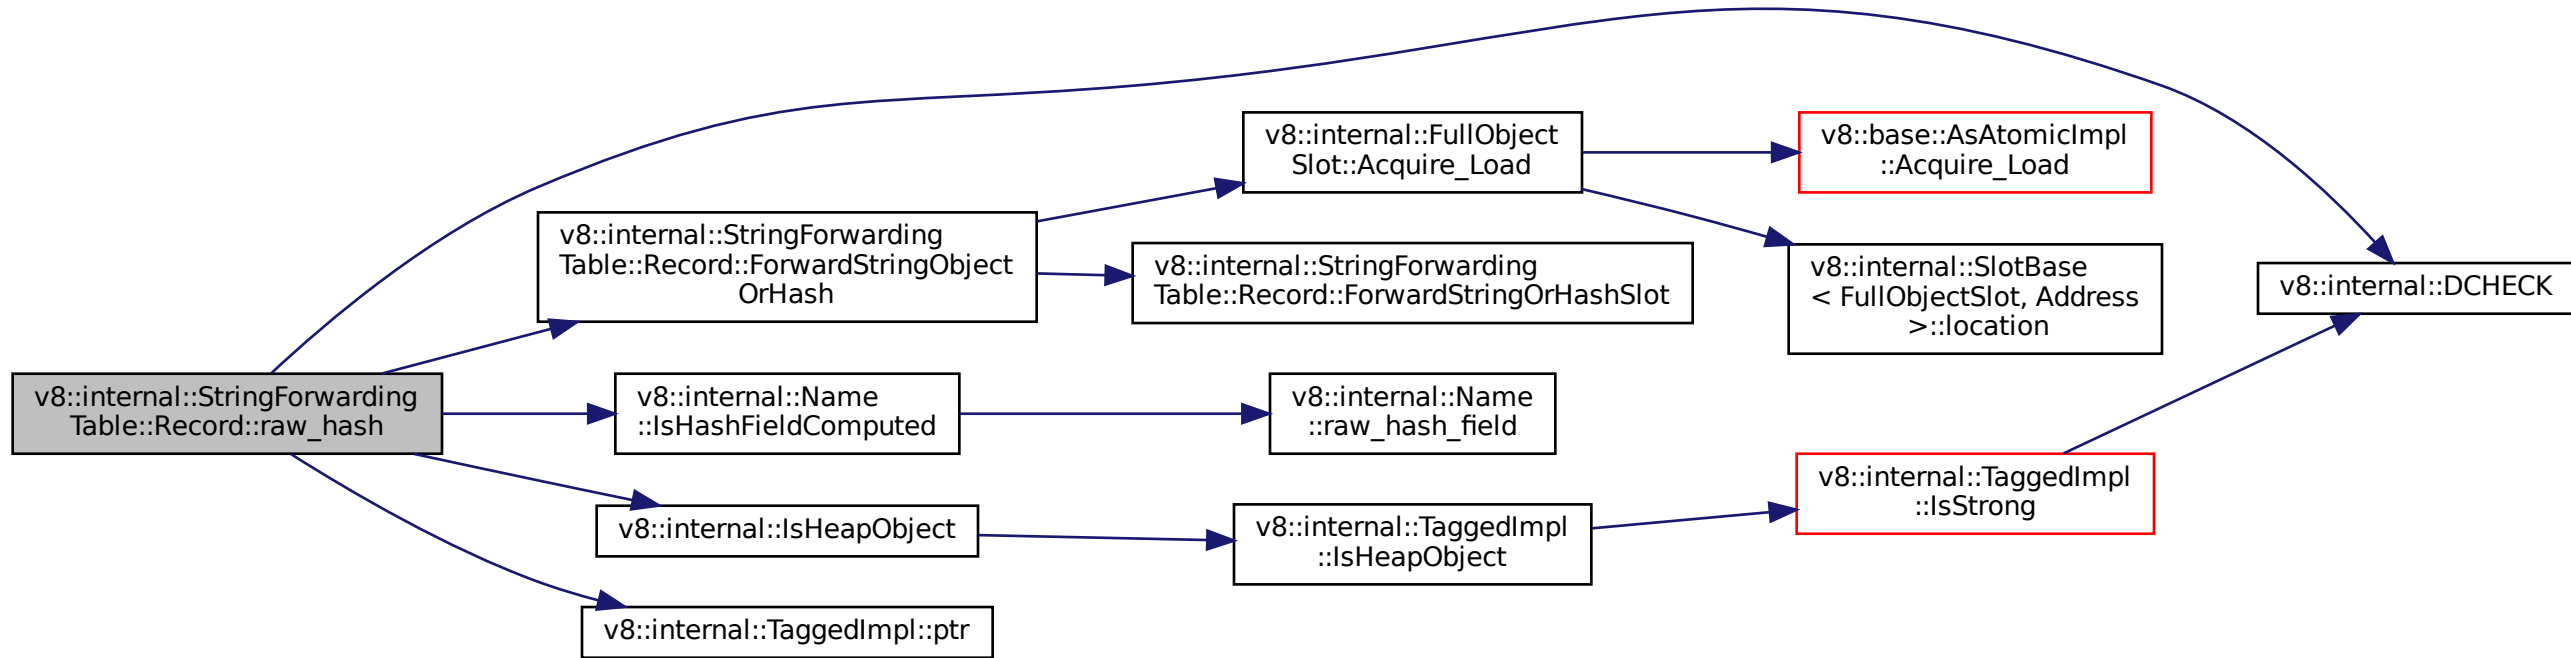 v8::internal::StringForwarding
Table::Record::raw_hash
v8::internal::StringForwarding
Table::Record::ForwardStringObject
OrHash
v8::internal::FullObject
Slot::Acquire_Load
v8::base::AsAtomicImpl
::Acquire_Load
v8::internal::SlotBase
< FullObjectSlot, Address
>::location
v8::internal::StringForwarding
Table::Record::ForwardStringOrHashSlot
v8::internal::DCHECK
v8::internal::Name
::IsHashFieldComputed
v8::internal::Name
::raw_hash_field
v8::internal::IsHeapObject
v8::internal::TaggedImpl
::IsHeapObject
v8::internal::TaggedImpl
::IsStrong
v8::internal::TaggedImpl::ptr